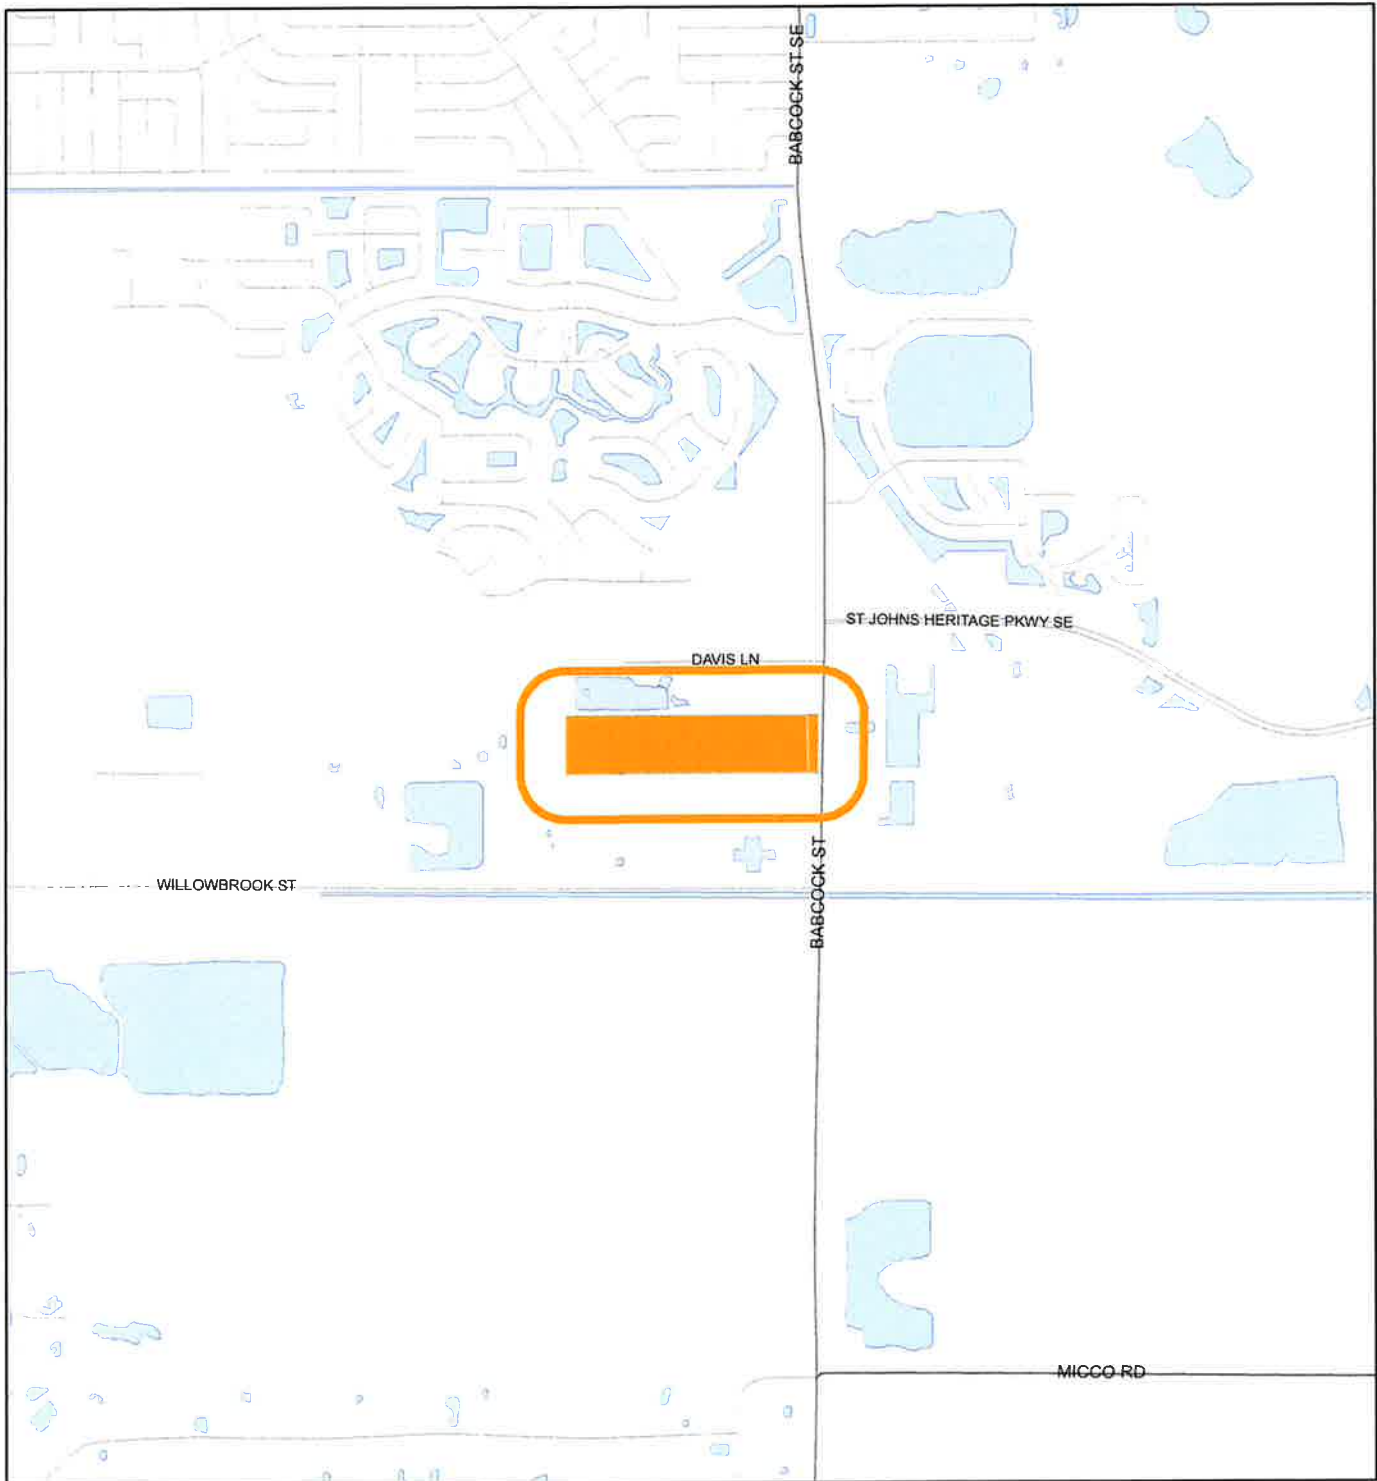 BABCOCK ST SE
ST JOHNS HERITAGE PKWY SE
DAVIS LN
BABCOCK ST
WILLOWBROOK ST
MICCO RD